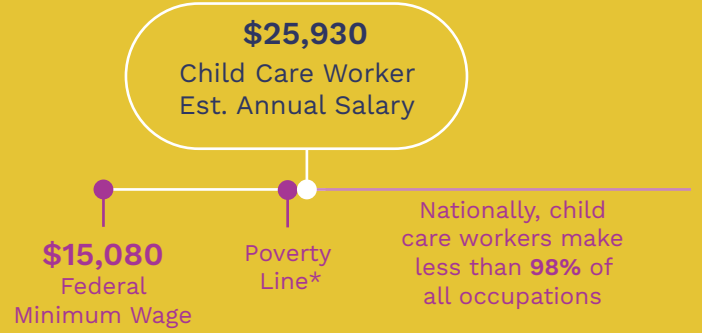 $25,930
Child Care Worker
Est. Annual Salary
$15,080
Federal
Minimum Wage
Poverty
Line*
Nationally, child
care workers make
less than 98% of
all occupations